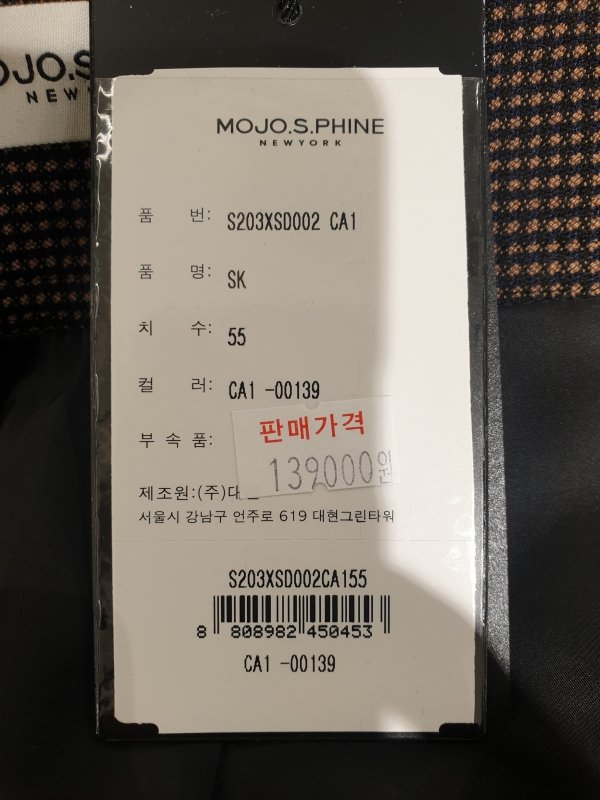 MOJO.S.PHINE
NEWYORK
품 번: S203XSD002 CA1
품 명: SK
치 수: 55
컬 러: CA1 -00139
부 속 품:
판매가격
139000원
제조원:(주)
서울시 강남구 언주로 619 대현그린타워
S203XSD002CA155
8 808982 450453
CA1 -00139